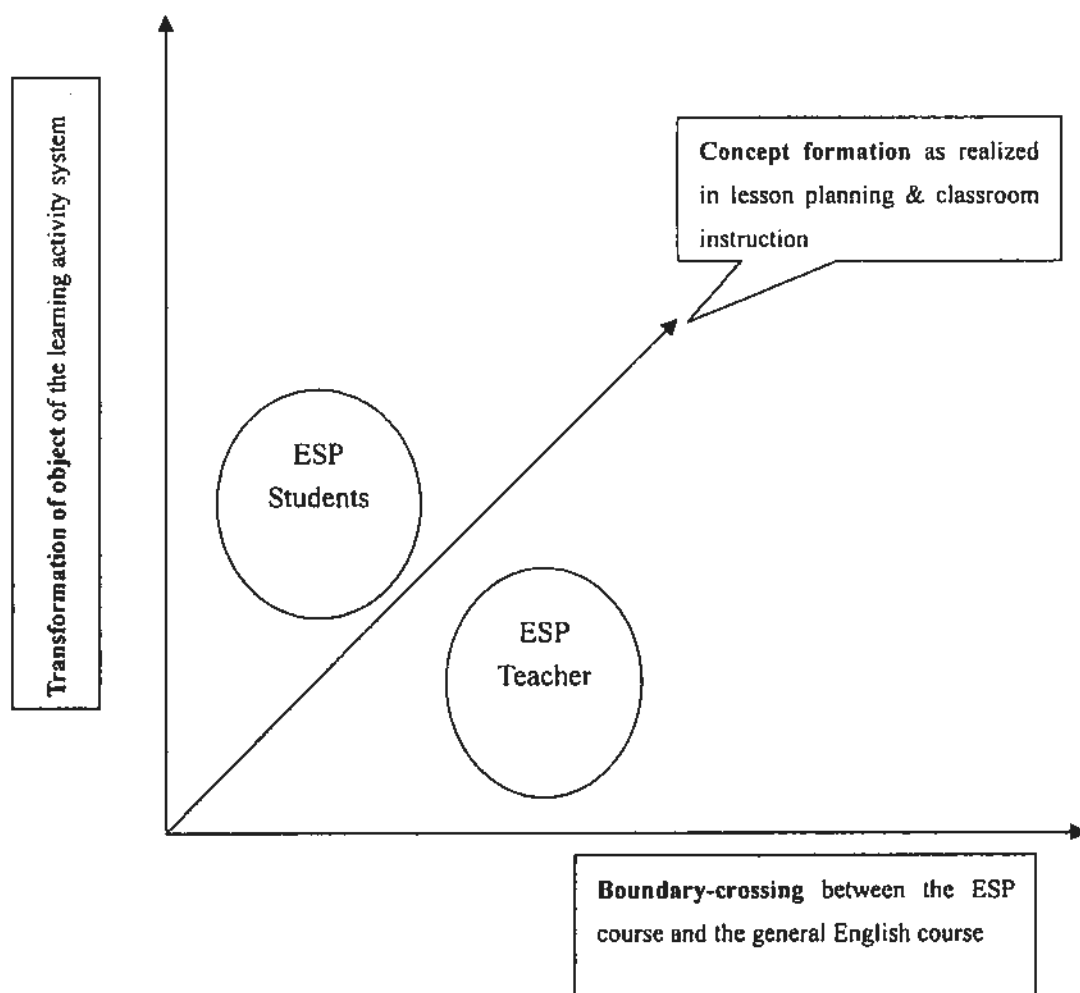 Transformation of object of the learning activity system
Concept formation as realized
in lesson planning & classroom
instruction
ESP
Students
ESP
Teacher
Boundary-crossing between the ESP
course and the general English course